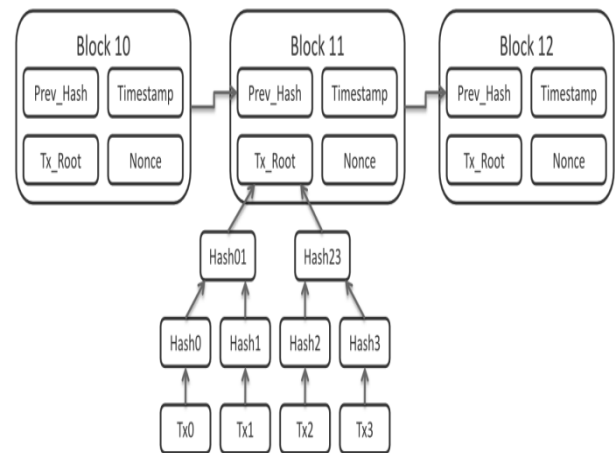 Block 10
Block 11
Block 12
Prev_Hash Timestamp
Prev_Hash Timestamp
Prev_Hash Timestamp
Tx_Root Nonce
Tx_Root Nonce
Tx_Root Nonce
Hash01 Hash23
Hash0 Hash1 Hash2 Hash3
Tx0 Tx1 Tx2 Tx3